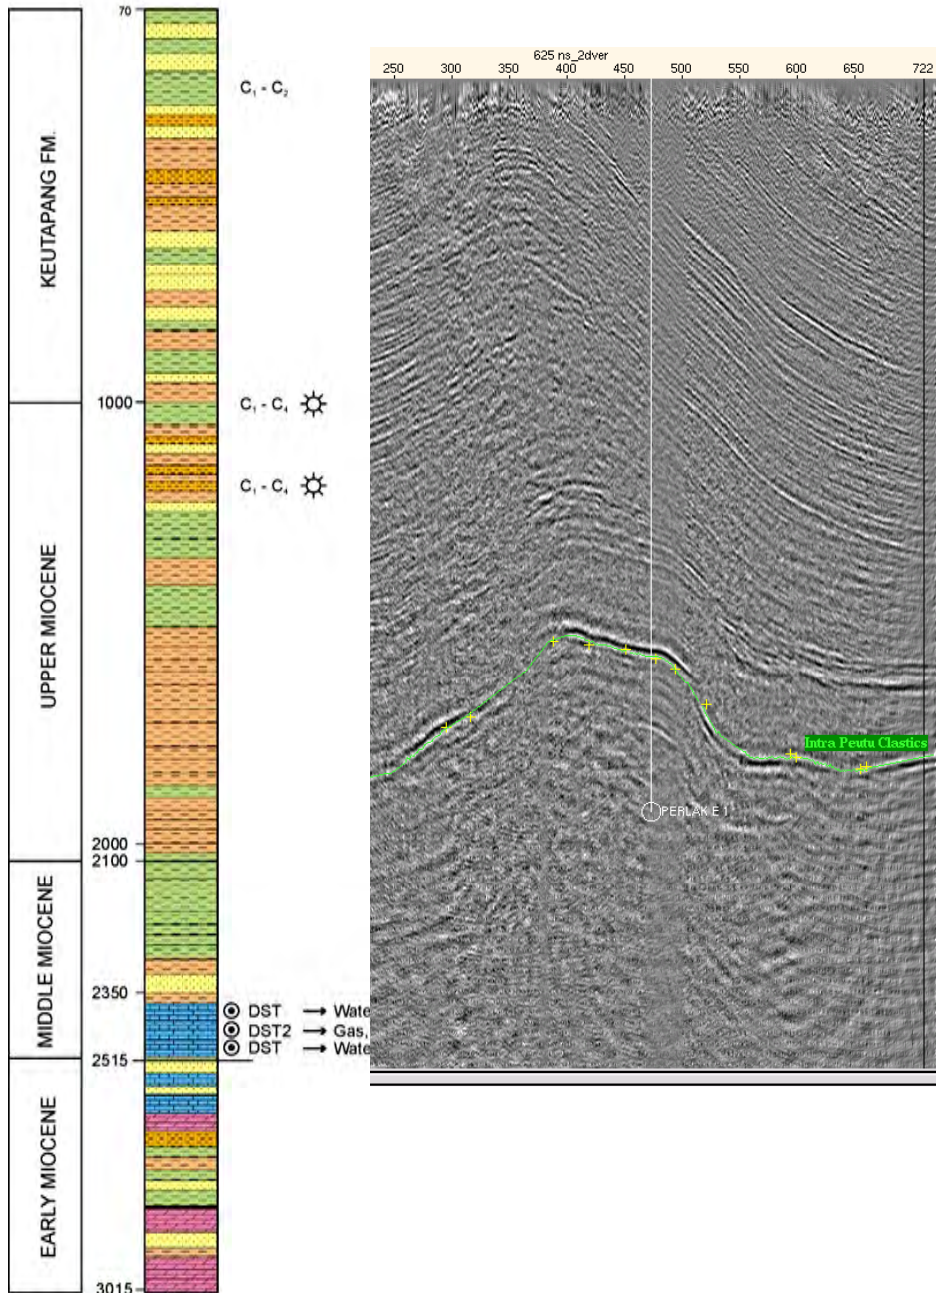 70
KEUTAPANG FM.
C₁ - C₂
1000
C₁ - C₄
C₁ - C₄
UPPER MIOCENE
2000
2100
MIDDLE MIOCENE
2350
DST → Wate
DST2 → Gas,
DST → Wate
2515
EARLY MIOCENE
3015
625 ns_2dver
250 300 350 400 450 500 550 600 650 722
Intra Peutu Clastics
PERLAK E 1